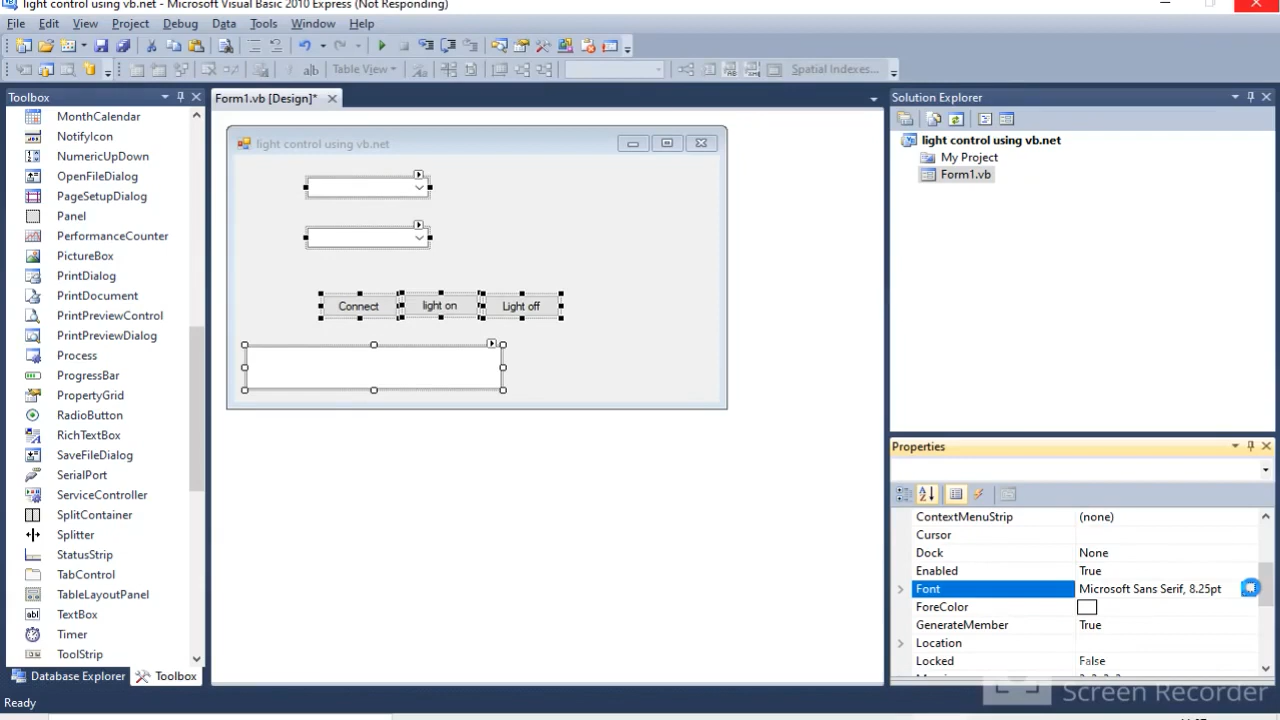 light control using vb.net - Microsoft Visual Basic 2010 Express (Not Responding)
File Edit View Project Debug Data Tools Window Help
Table View
Spatial Indexes...
Toolbox
MonthCalendar
NotifyIcon
NumericUpDown
OpenFileDialog
PageSetupDialog
Panel
PerformanceCounter
PictureBox
PrintDialog
PrintDocument
PrintPreviewControl
PrintPreviewDialog
Process
ProgressBar
PropertyGrid
RadioButton
RichTextBox
SaveFileDialog
SerialPort
ServiceController
SplitContainer
Splitter
StatusStrip
TabControl
TableLayoutPanel
TextBox
Timer
ToolStrip
Database Explorer
Toolbox
Ready
Form1.vb [Design]*
light control using vb.net
Connect
light on
Light off
Solution Explorer
light control using vb.net
My Project
Form1.vb
Properties
ContextMenuStrip (none)
Cursor
Dock None
Enabled True
Font Microsoft Sans Serif, 8.25pt
ForeColor
GenerateMember True
Location
Locked False
Screen Recorder